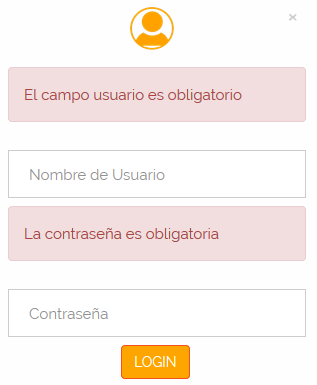 ×
El campo usuario es obligatorio
Nombre de Usuario
La contraseña es obligatoria
Contraseña
LOGIN